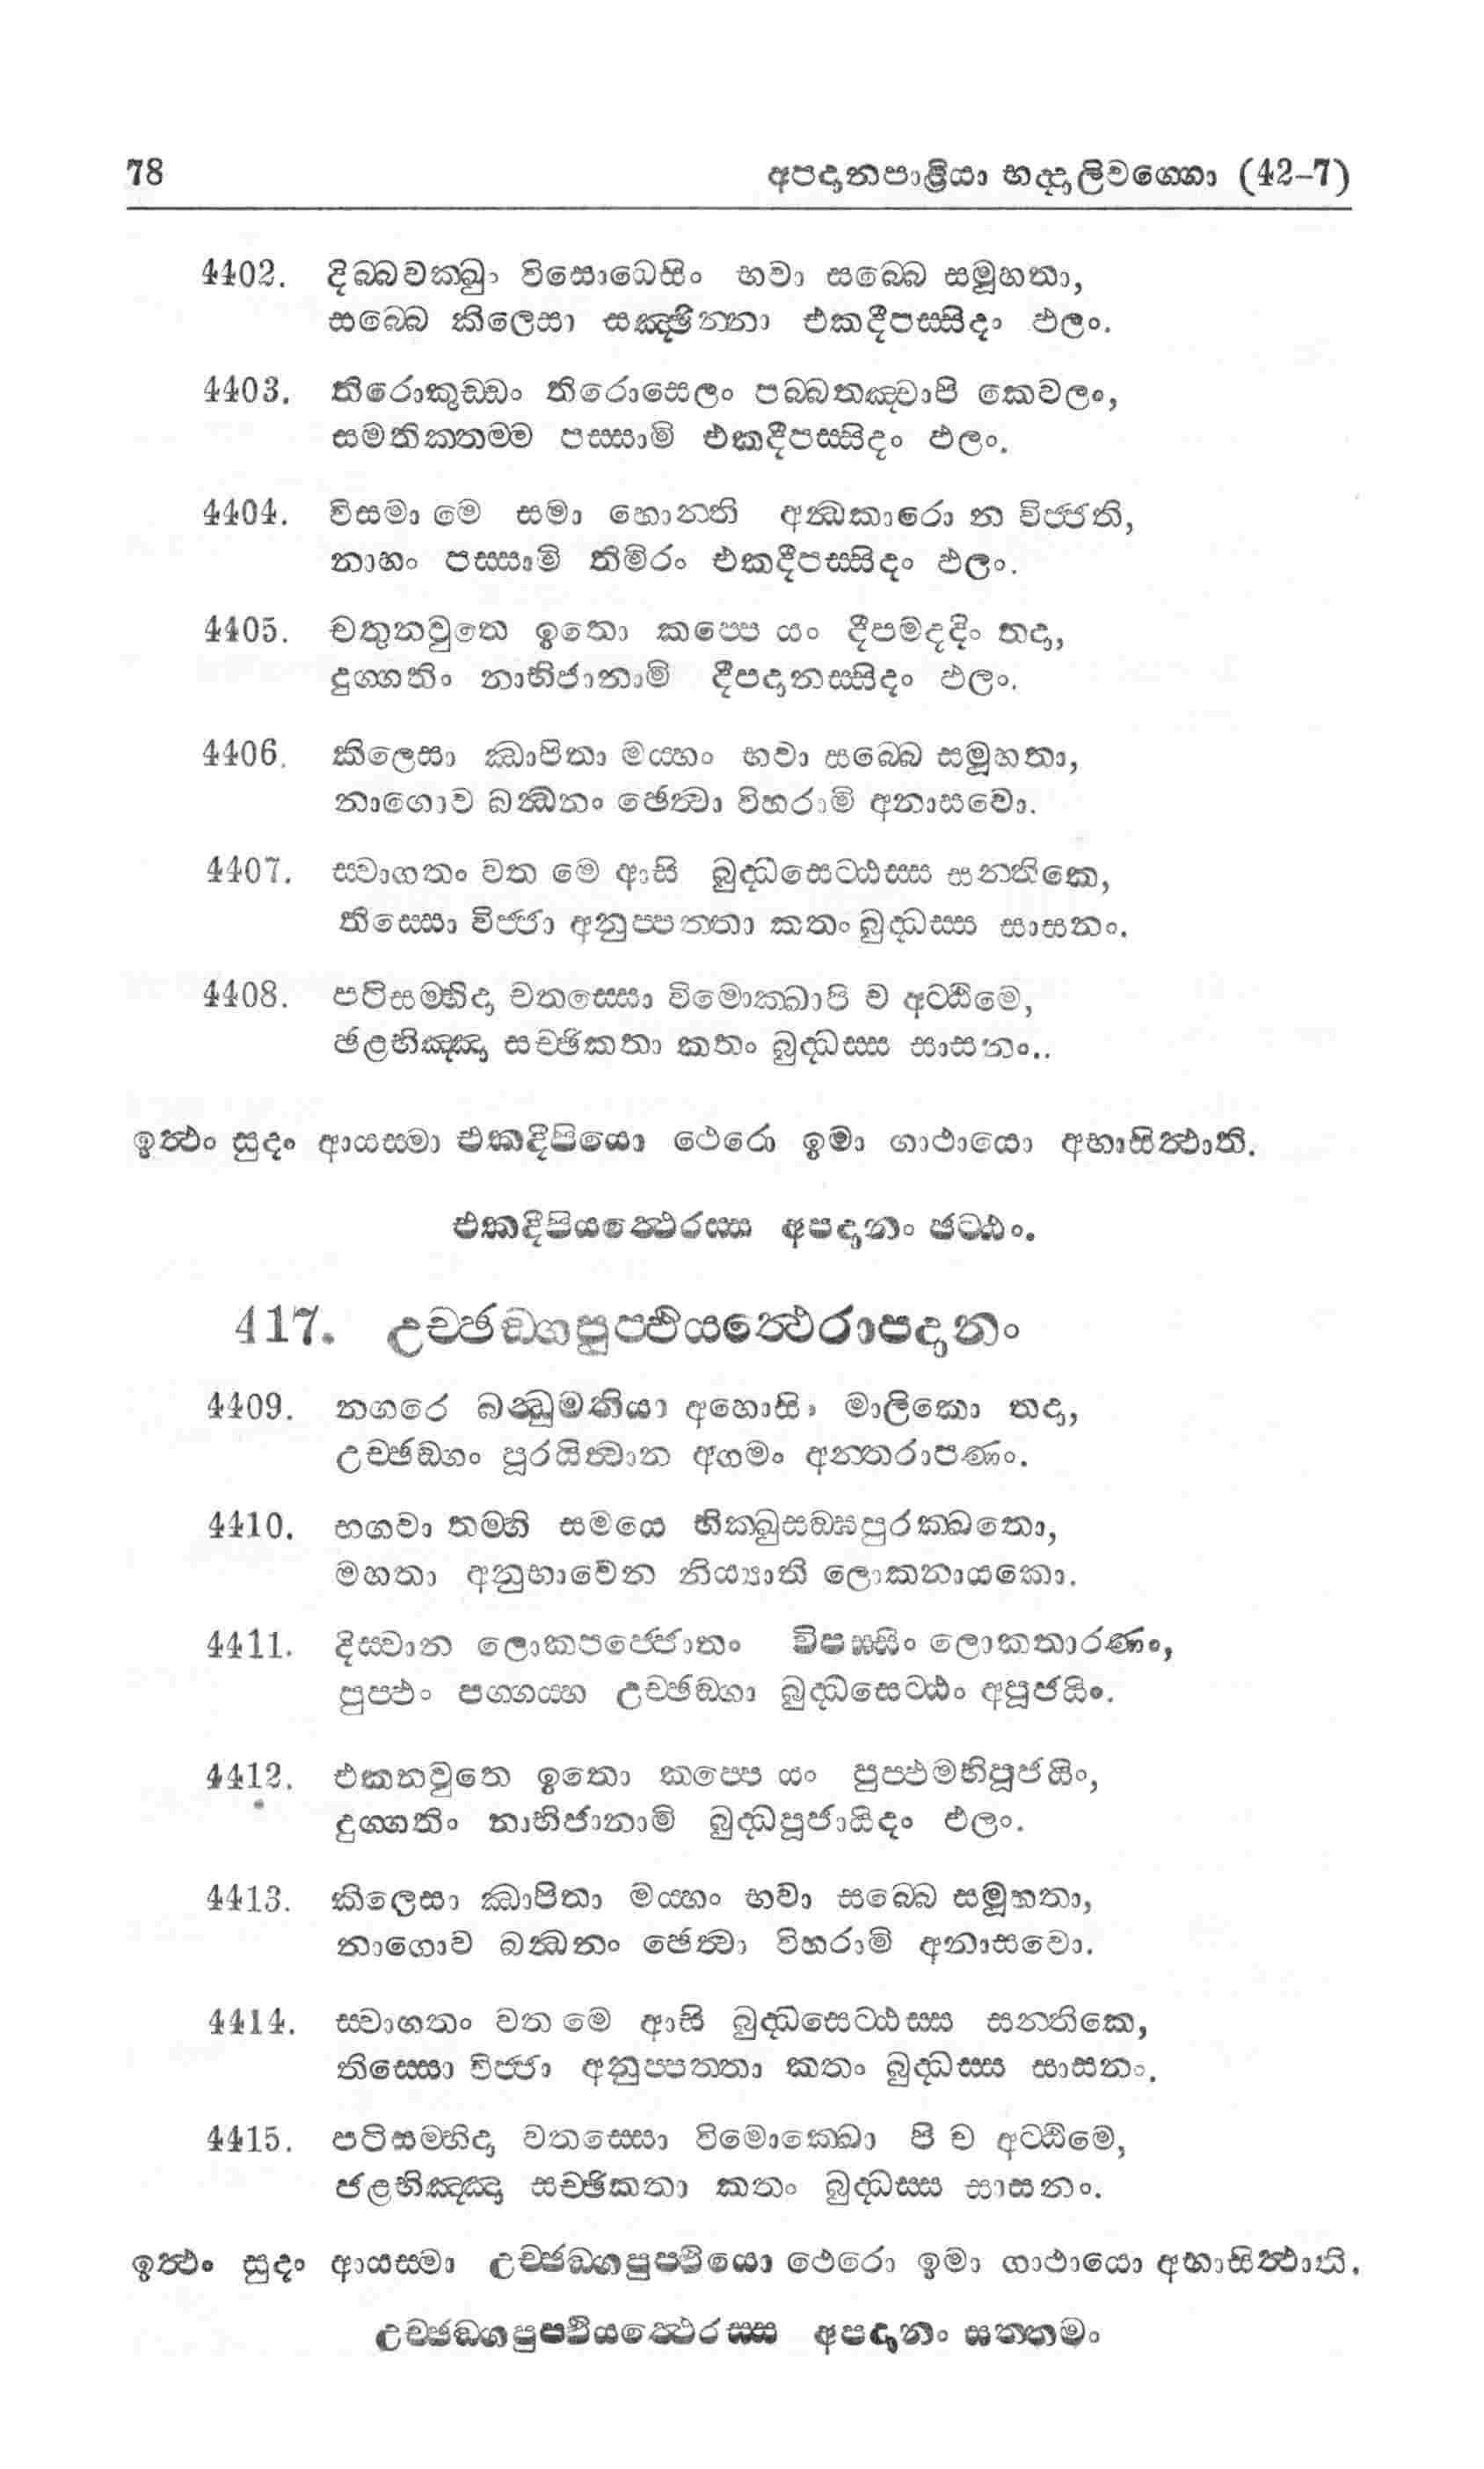 78 අපදානපාළියා භද්දාලිවග්ගො (42-7)
4402. දිබ්බචක්ඛුං විසොධෙසිං භවා සබ්බෙ සමූහතා,
සබ්බෙ කිලෙසා සඤ්ඡින්නා එකදීපස්සිදං ඵලං.
4403. තිරොකුඩ්ඩං තිරොසෙලං පබ්බතඤ්චාපි කෙවලං,
සමතික්කම්ම පස්සාමි එකදීපස්සිදං ඵලං.
4404. විසමා මෙ සමා හොන්ති අන්ධකාරො න විජ්ජති,
නාහං පස්සාමි තිමිරං එකදීපස්සිදං ඵලං.
4405. චතුනවුතෙ ඉතො කප්පෙ යං දීපමදදිං තදා,
දුග්ගතිං නාභිජානාමි දීපදානස්සිදං ඵලං.
4406. කිලෙසා ඣාපිතා මය්හං භවා සබ්බෙ සමූහතා,
නාගොව බන්ධනං ඡෙත්වා විහරාමි අනාසවො.
4407. ස්වාගතං වත මෙ ආසි බුද්ධසෙට්ඨස්ස සන්තිකෙ,
තිස්සො විජ්ජා අනුප්පත්තා කතං බුද්ධස්ස සාසනං.
4408. පටිසම්භිදා චතස්සො විමොක්ඛාපි ච අට්ඨිමෙ,
ඡළභිඤ්ඤා සච්ඡිකතා කතං බුද්ධස්ස සාසනං..
ඉත්ථං සුදං ආයස්මා එකදීපියො ථෙරො ඉමා ගාථායො අභාසිත්ථාති.
එකදීපියත්ථෙරස්ස අපදානං ඡට්ඨං.
417. උච්ඡඞ්ගපුප්ඵියත්ථෙරාපදානං
4409. නගරෙ බන්ධුමතියා අහොසිං මාලිකො තදා,
උච්ඡඞ්ගං පූරයිත්වාන අගමං අන්තරාපණං.
4410. භගවා තම්හි සමයෙ භික්ඛුසඞ්ඝපුරක්ඛතො,
මහතා අනුභාවෙන නිය්‍යාති ලොකනායකො.
4411. දිස්වාන ලොකපජ්ජොතං විපස්සිං ලොකතාරණං,
පුප්ඵං පග්ගය්හ උච්ඡඞ්ගා බුද්ධසෙට්ඨං අපූජයිං.
4412. එකනවුතෙ ඉතො කප්පෙ යං පුප්ඵමභිපූජයිං,
දුග්ගතිං නාභිජානාමි බුද්ධපූජායිදං ඵලං.
4413. කිලෙසා ඣාපිතා මය්හං භවා සබ්බෙ සමූහතා,
නාගොව බන්ධනං ඡෙත්වා විහරාමි අනාසවො.
4414. ස්වාගතං වත මෙ ආසි බුද්ධසෙට්ඨස්ස සන්තිකෙ,
තිස්සො විජ්ජා අනුප්පත්තා කතං බුද්ධස්ස සාසනං.
4415. පටිසම්භිදා චතස්සො විමොක්ඛො පි ච අට්ඨිමෙ,
ඡළභිඤ්ඤා සච්ඡිකතා කතං බුද්ධස්ස සාසනං.
ඉත්ථං සුදං ආයස්මා උච්ඡඞ්ගපුප්ඵියො ථෙරො ඉමා ගාථායො අභාසිත්ථාති.
උච්ඡඞ්ගපුප්ඵියත්ථෙරස්ස අපදානං සත්තමං